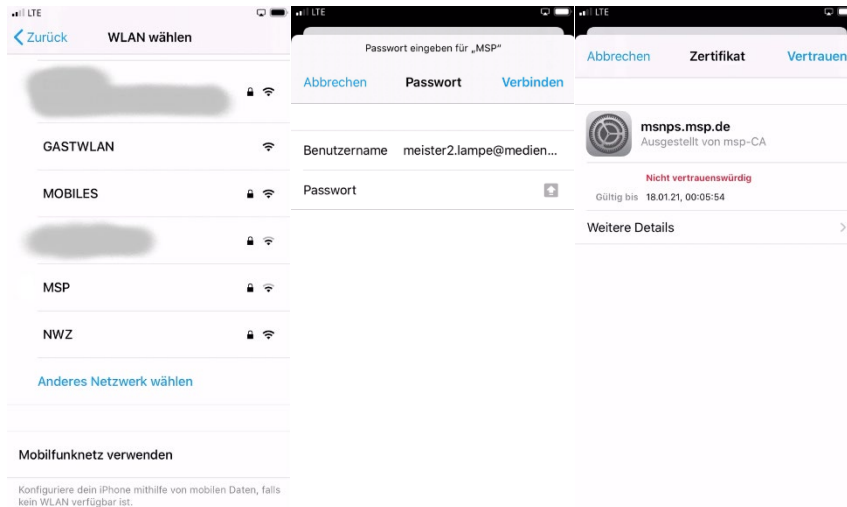 LTE
Zurück WLAN wählen
GASTWLAN
MOBILES
MSP
NWZ
Anderes Netzwerk wählen
Mobilfunknetz verwenden
Konfiguriere dein iPhone mithilfe von mobilen Daten, falls
kein WLAN verfügbar ist.
LTE
Passwort eingeben für „MSP“
Abbrechen Passwort Verbinden
Benutzername meister2.lampe@medien...
Passwort
LTE
Abbrechen Zertifikat Vertrauen
msnps.msp.de
Ausgestellt von msp-CA
Nicht vertrauenswürdig
Gültig bis 18.01.21, 00:05:54
Weitere Details